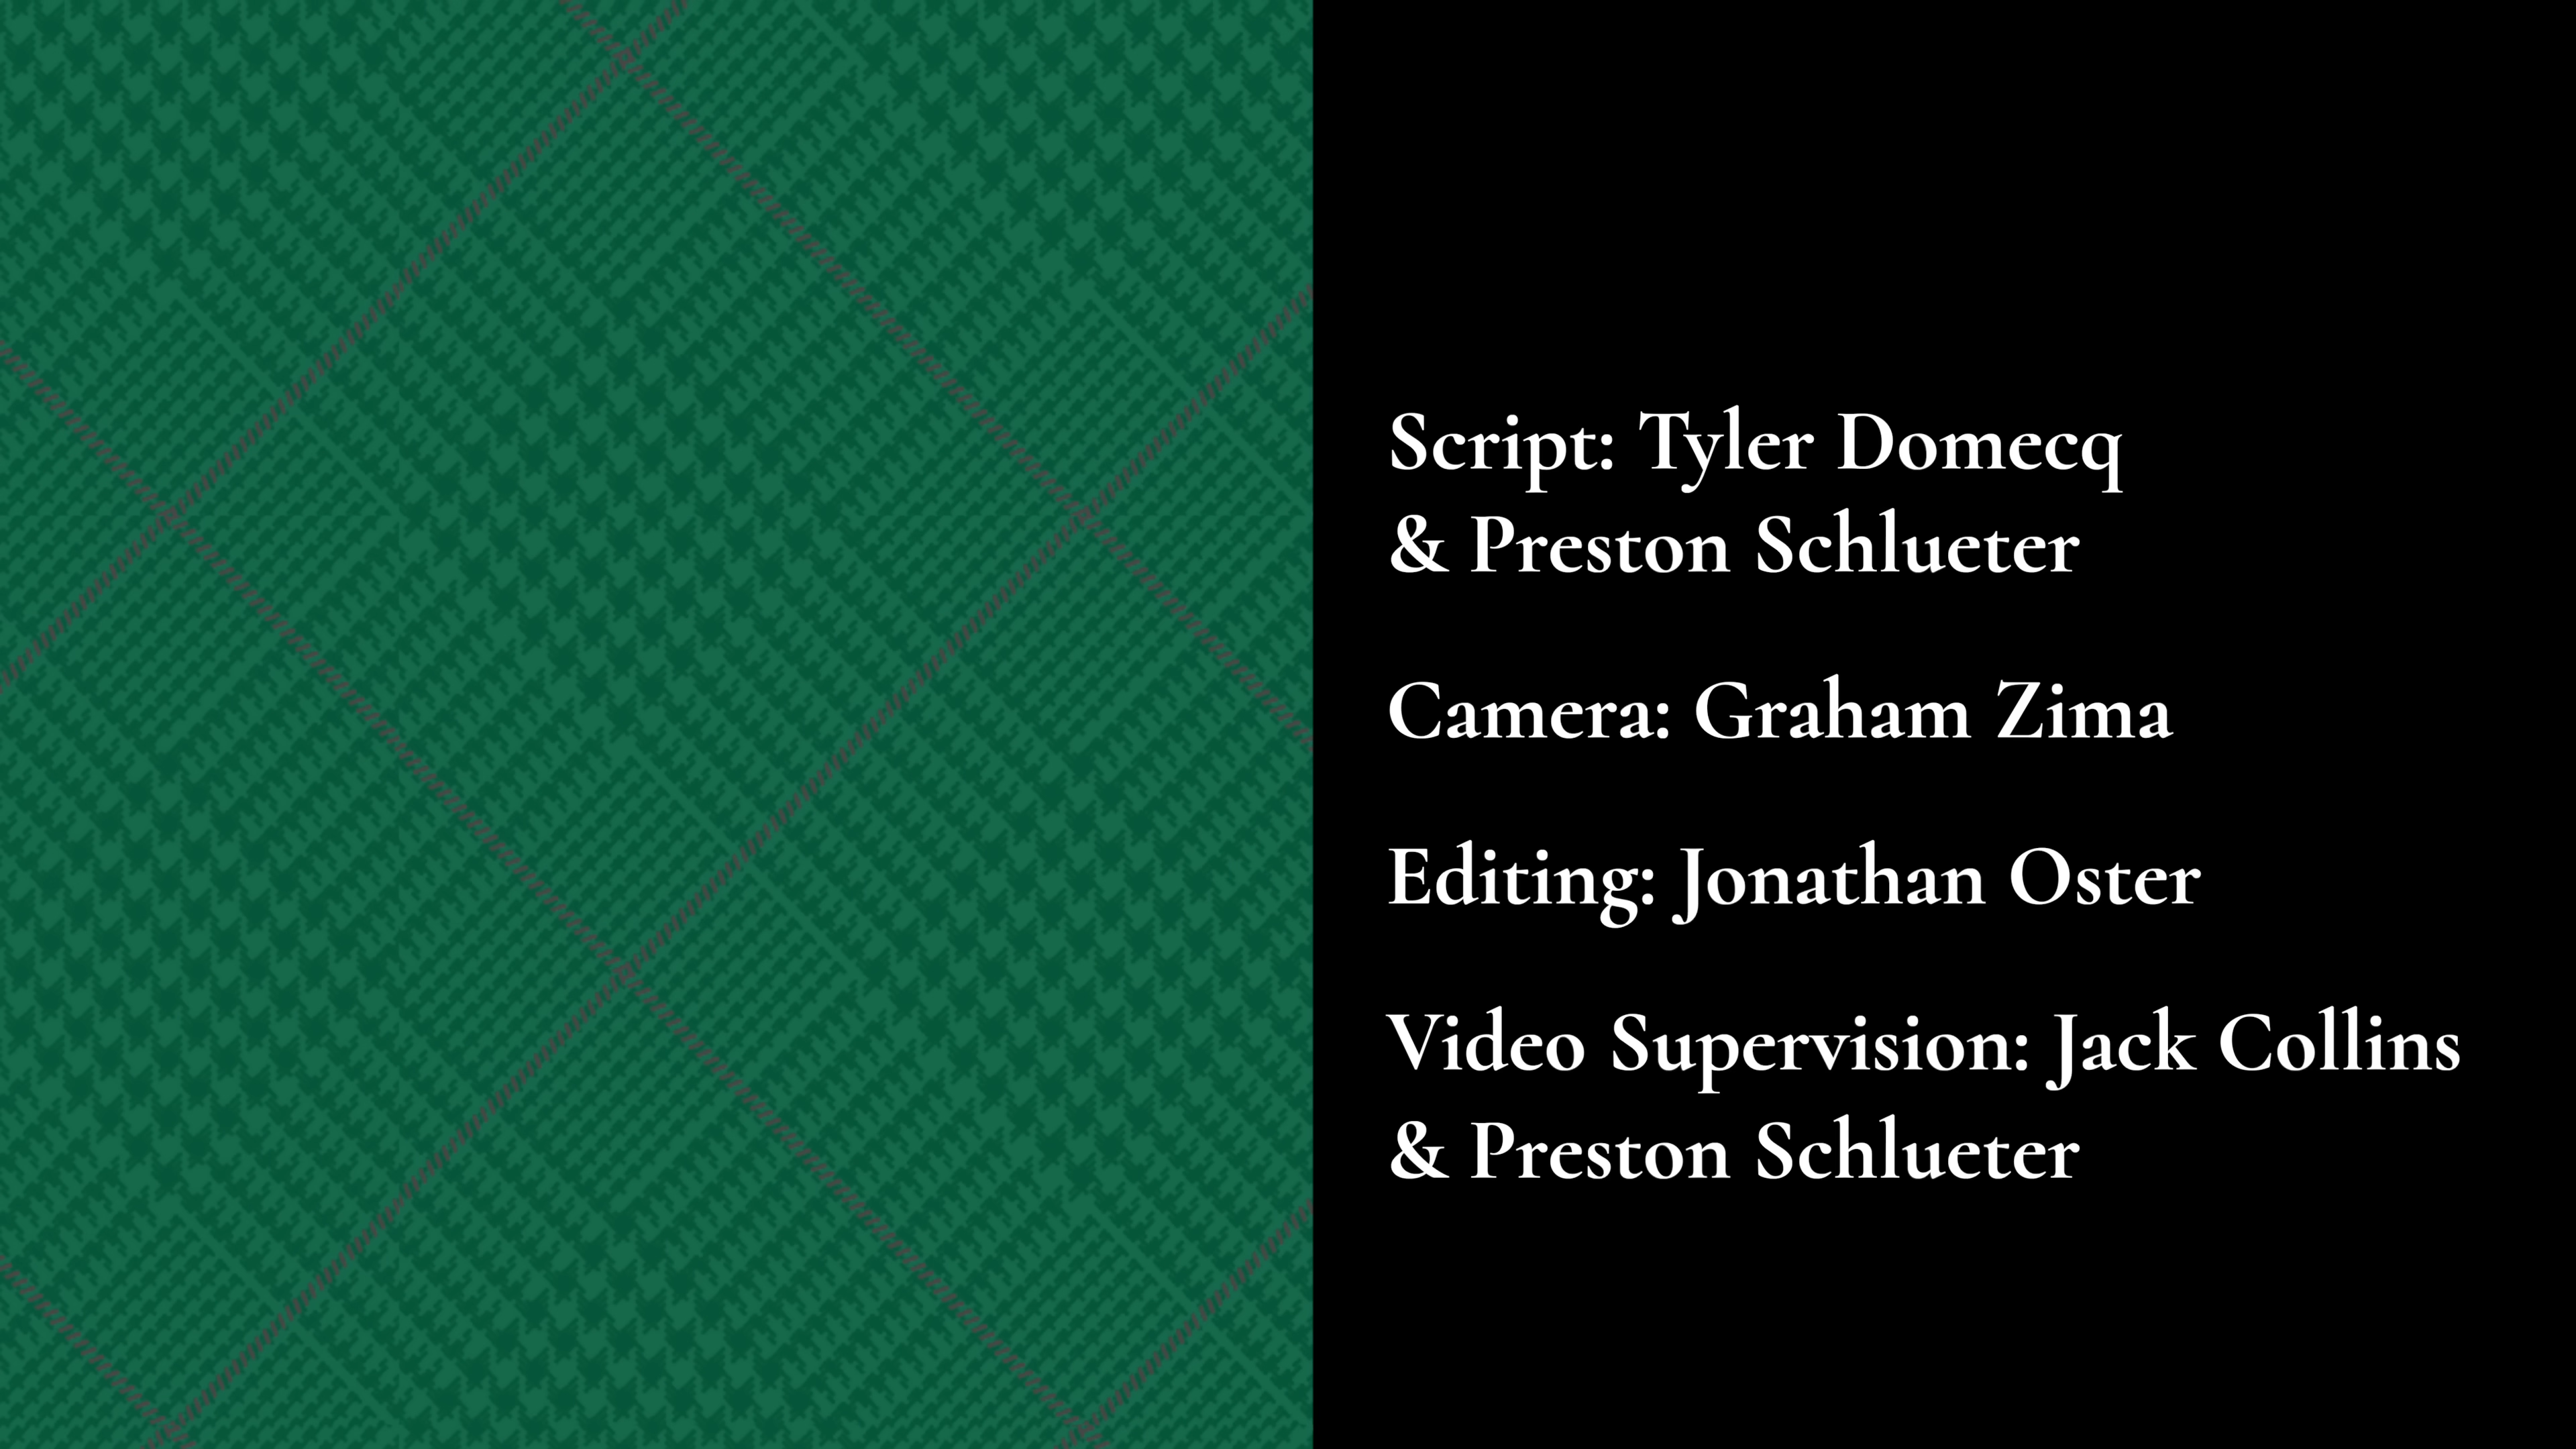 Script: Tyler Domecq
& Preston Schlueter
Camera: Graham Zima
Editing: Jonathan Oster
Video Supervision: Jack Collins
& Preston Schlueter